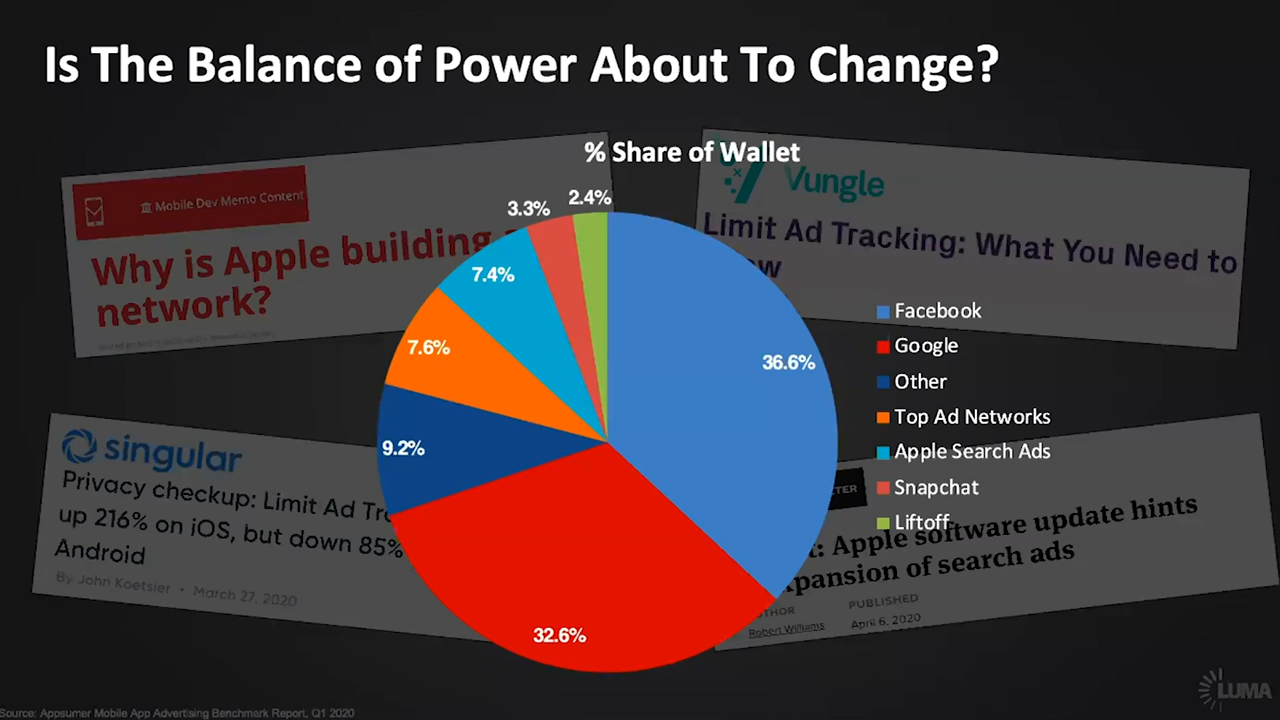 Is The Balance of Power About To Change?
% Share of Wallet
Mobile Dev Memo Content
Why is Apple building
network?
Vungle
Limit Ad Tracking: What You Need to
singular
Privacy checkup: Limit Ad
up 216% on iOS, but down 85%
Android
By John Koetsier • March 27, 2020
Apple software update hints
expansion of search ads
PUBLISHED
Robert Williams
April 6, 2020
2.4%
3.3%
7.4%
7.6%
9.2%
32.6%
36.6%
Facebook
Google
Other
Top Ad Networks
Apple Search Ads
Snapchat
Liftoff
Source: Appsumer Mobile App Advertising Benchmark Report, Q1 2020
LUMA